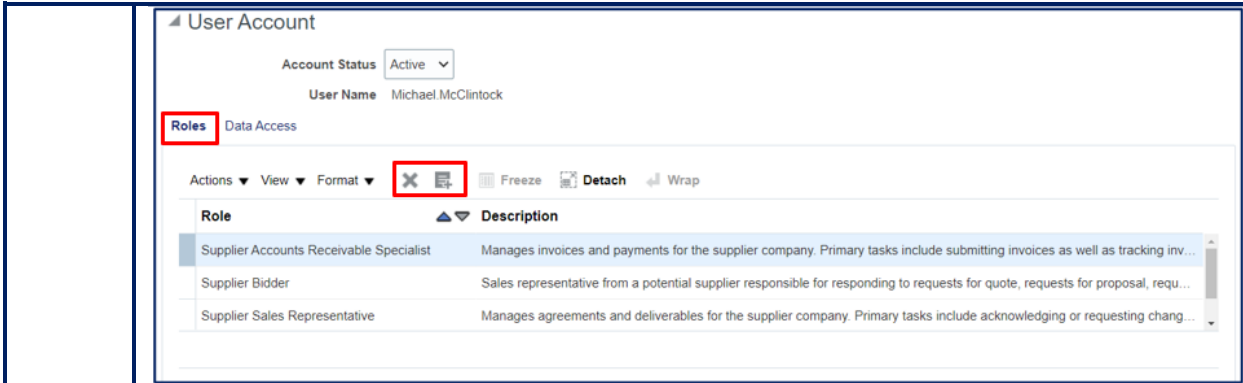 User Account
Account Status Active
User Name Michael.McClintock
Roles Data Access
Actions View Format Freeze Detach Wrap
Role Description
Supplier Accounts Receivable Specialist Manages invoices and payments for the supplier company. Primary tasks include submitting invoices as well as tracking inv...
Supplier Bidder Sales representative from a potential supplier responsible for responding to requests for quote, requests for proposal, requ...
Supplier Sales Representative Manages agreements and deliverables for the supplier company. Primary tasks include acknowledging or requesting chang...